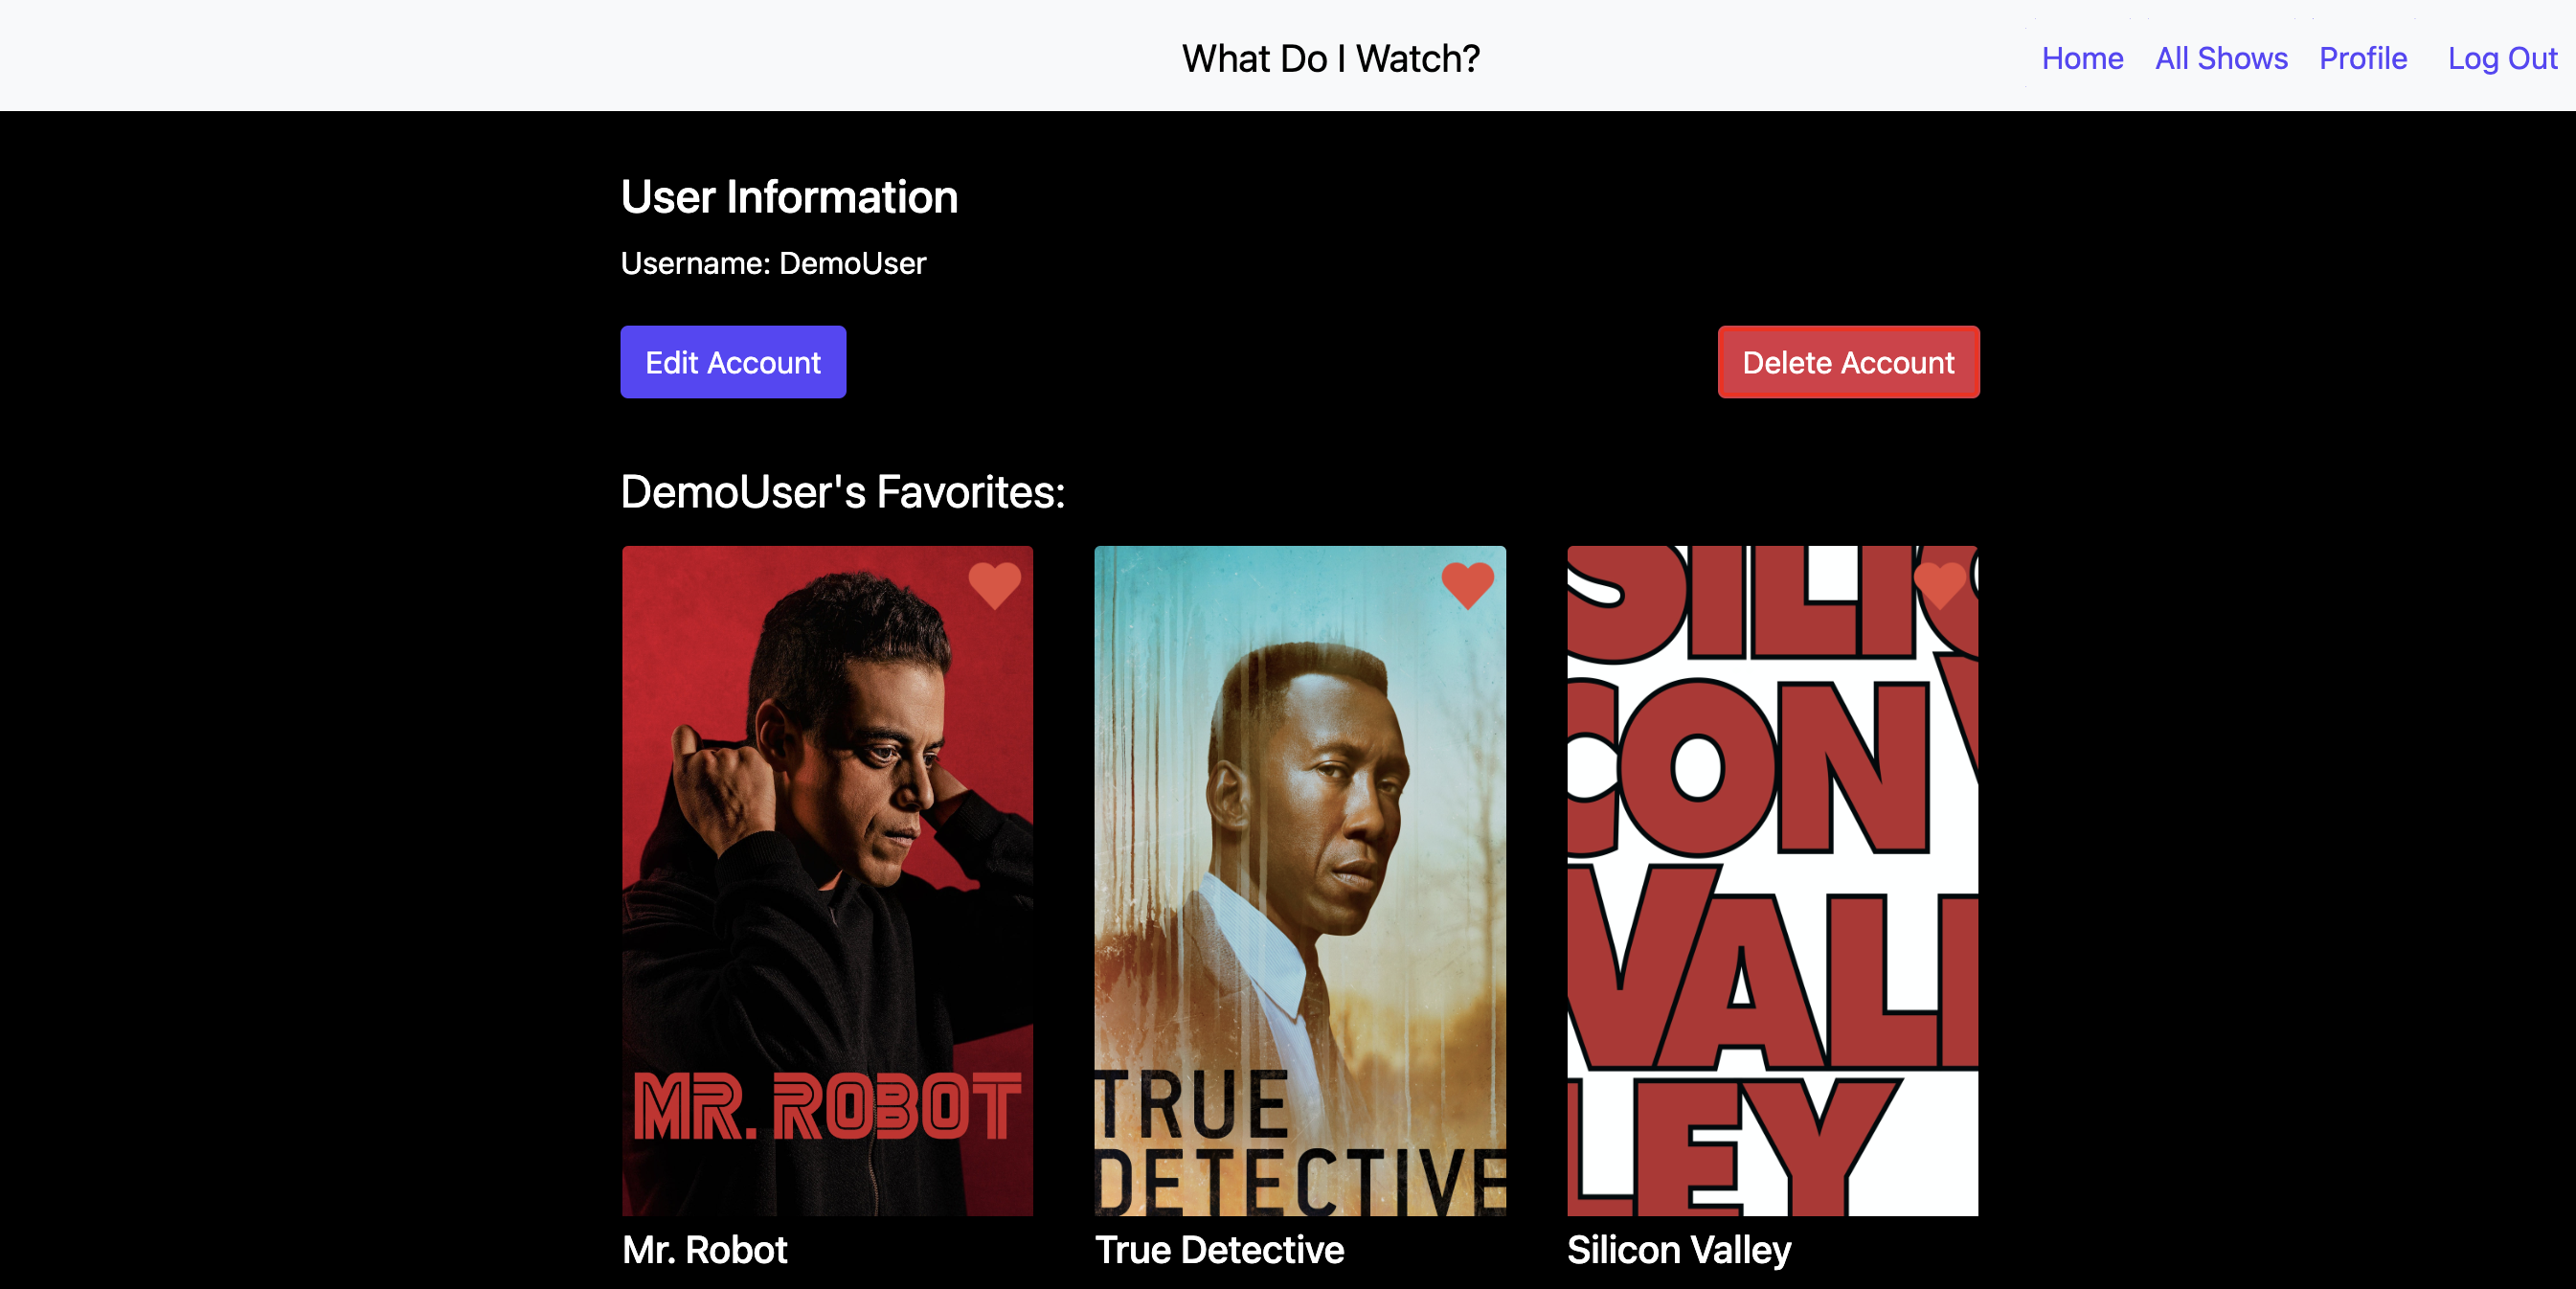 What Do I Watch?
Home All Shows Profile Log Out
User Information
Username: DemoUser
Edit Account
Delete Account
DemoUser's Favorites:
MR. ROBOT
TRUE
DETECTIVE
SILIC
CON V
VALL
LEY
Mr. Robot
True Detective
Silicon Valley